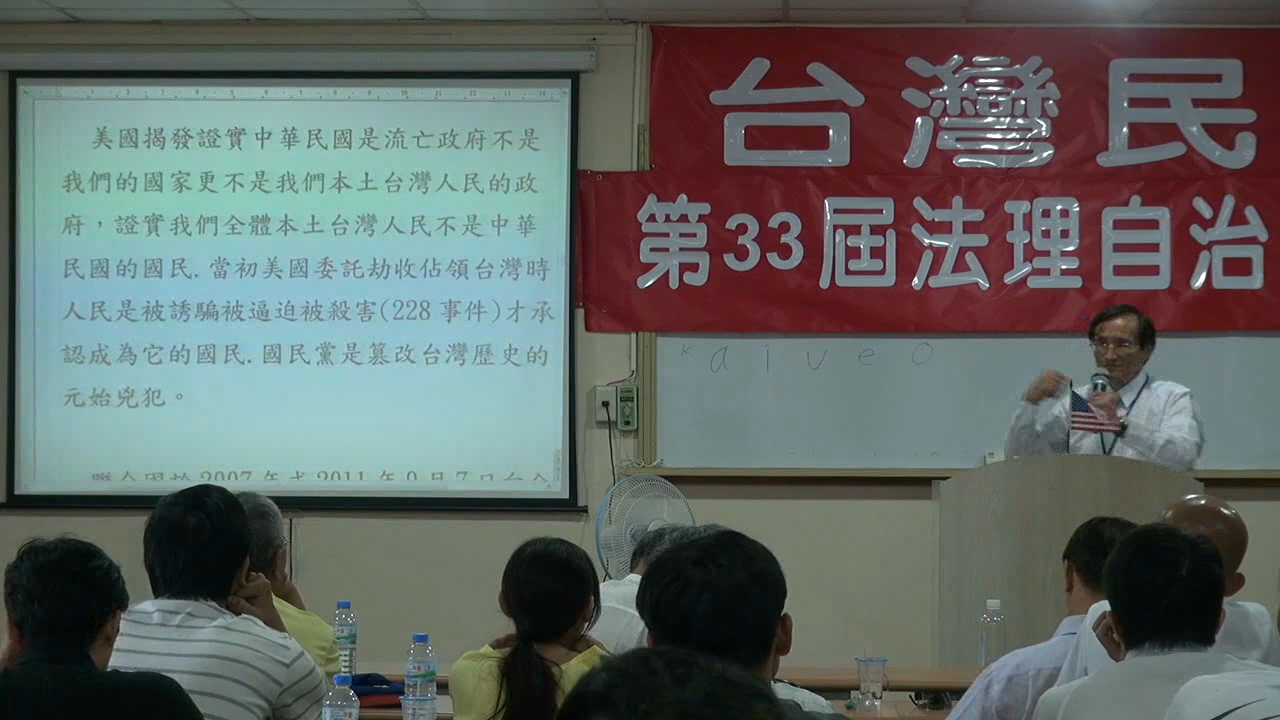 美國揭發證實中華民國是流亡政府不是
我們的國家更不是我們本土台灣人民的政
府，證實我們全體本土台灣人民不是中華
民國的國民.當初美國委託劫收佔領台灣時
人民是被誘騙被逼迫被殺害(228 事件)才承
認成為它的國民.國民黨是篡改台灣歷史的
元始兇犯。
台灣民
第33屆法理自治
K a i u e o